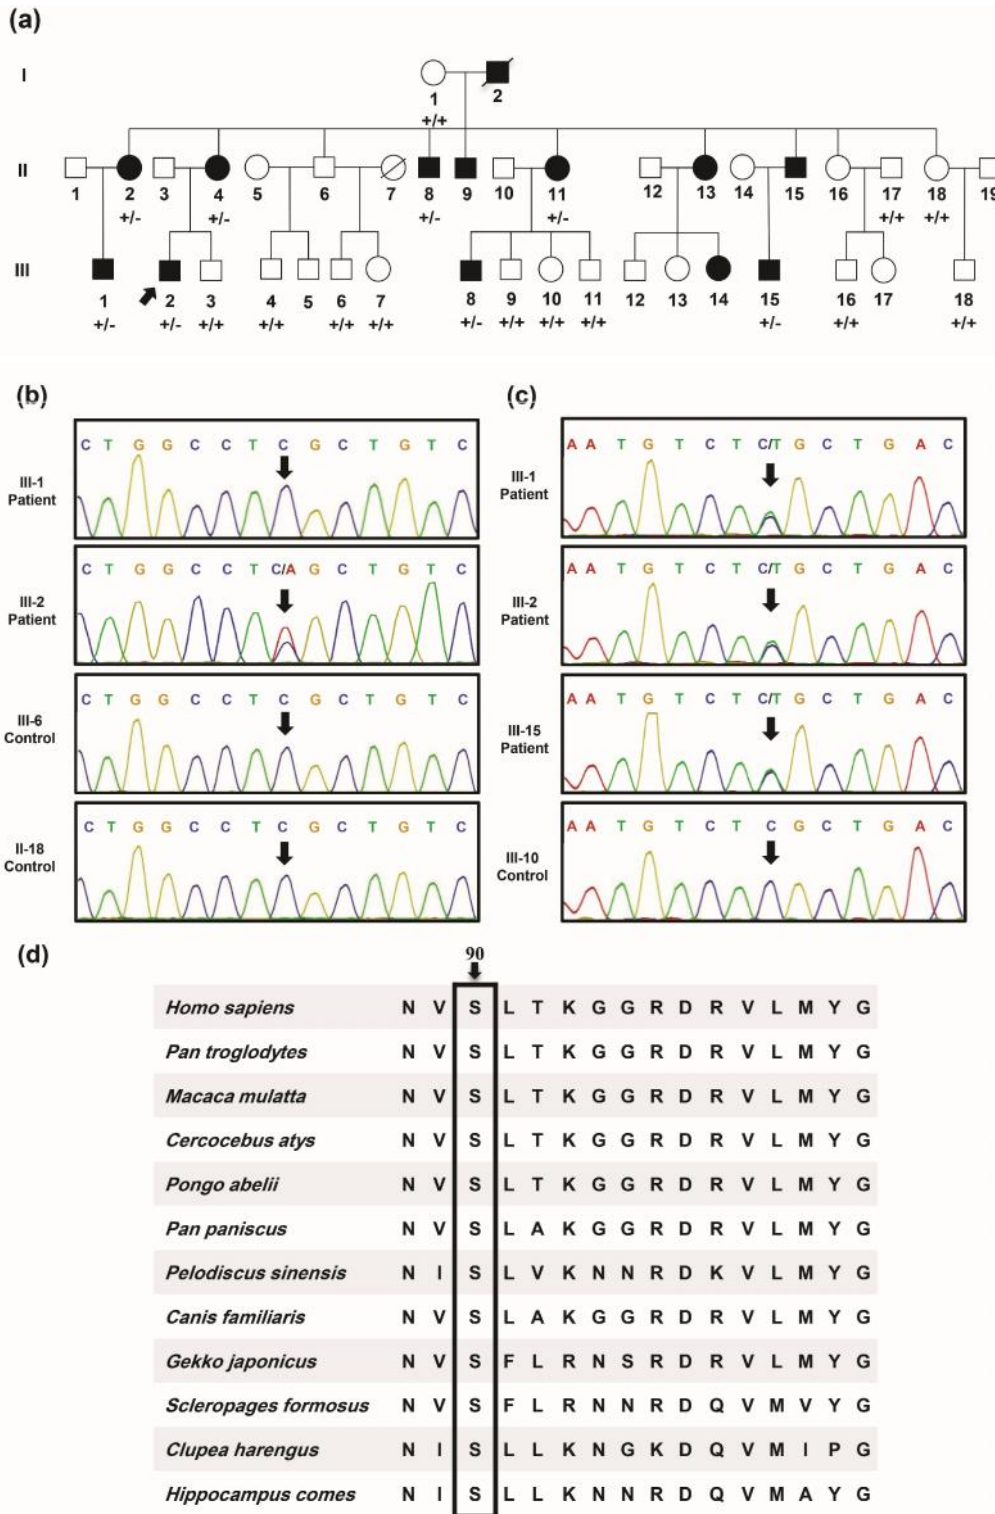 (a)
I
1
2
+/+
II
1 2 3 4 5 6 7 8 9 10 11 12 13 14 15 16 17 18 19
+/- +/- +/- +/- +/+ +/+
III
1 2 3 4 5 6 7 8 9 10 11 12 13 14 15 16 17 18
+/- +/- +/+ +/+ +/+ +/+ +/- +/+ +/+ +/+ +/- +/+ +/+
(b)
III-1
Patient
C T G G C C T C G C T G T C
III-2
Patient
C T G G C C T C/A G C T G T C
III-6
Control
C T G G C C T C G C T G T C
II-18
Control
C T G G C C T C G C T G T C
(c)
III-1
Patient
A A T G T C T C/T G C T G A C
III-2
Patient
A A T G T C T C/T G C T G A C
III-15
Patient
A A T G T C T C/T G C T G A C
III-10
Control
A A T G T C T C G C T G A C
(d)
90
Homo sapiens N V S L T K G G R D R V L M Y G
Pan troglodytes N V S L T K G G R D R V L M Y G
Macaca mulatta N V S L T K G G R D R V L M Y G
Cercocebus atys N V S L T K G G R D R V L M Y G
Pongo abelii N V S L T K G G R D R V L M Y G
Pan paniscus N V S L A K G G R D R V L M Y G
Pelodiscus sinensis N I S L V K N N R D K V L M Y G
Canis familiaris N V S L A K G G R D R V L M Y G
Gekko japonicus N V S F L R N S R D R V L M Y G
Scleropages formosus N V S F L R N N R D Q V M V Y G
Clupea harengus N I S L L K N G K D Q V M I P G
Hippocampus comes N I S L L K N N R D Q V M A Y G